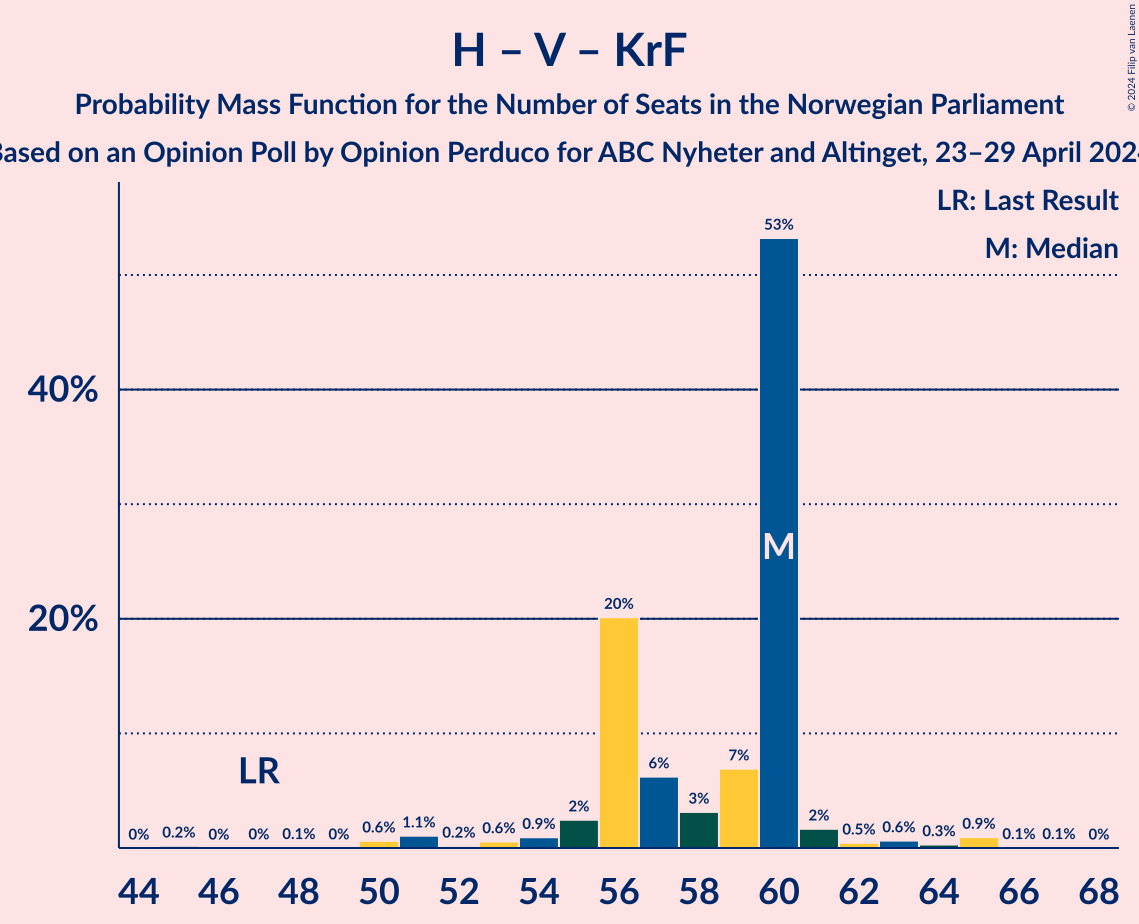 H – V – KrF
Probability Mass Function for the Number of Seats in the Norwegian Parliament
Based on an Opinion Poll by Opinion Perduco for ABC Nyheter and Altinget, 23–29 April 2024
© 2024 Filip van Laenen
LR: Last Result
M: Median
53%
40%
M
20%
20%
LR
0% 0.2% 0% 0% 0.1% 0% 0.6% 1.1% 0.2% 0.6% 0.9% 2% 6% 3% 7% 2% 0.5% 0.6% 0.3% 0.9% 0.1% 0.1% 0%
44 46 48 50 52 54 56 58 60 62 64 66 68